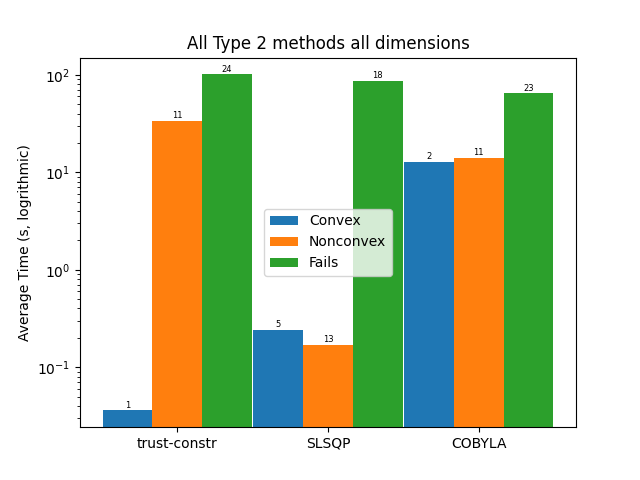 All Type 2 methods all dimensions
Average Time (s, logrithmic)
10²
10¹
10⁰
10⁻¹
1
11
24
5
13
18
2
11
23
Convex
Nonconvex
Fails
trust-constr
SLSQP
COBYLA